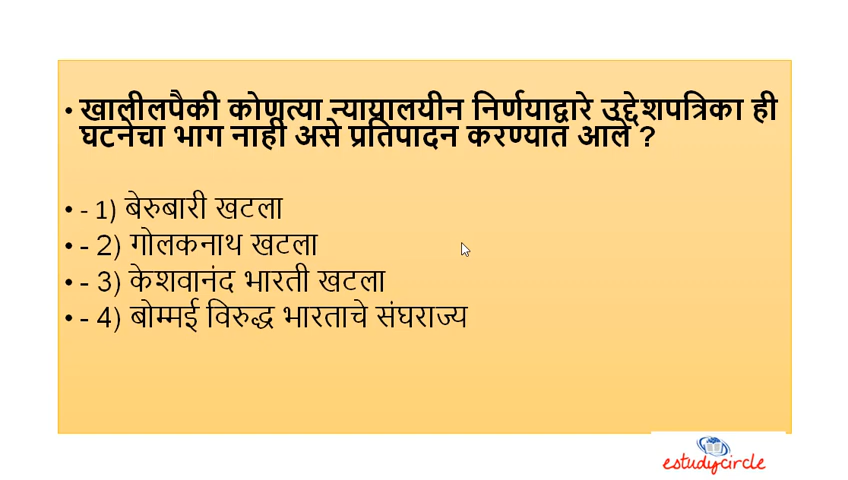 • खालीलपैकी कोणत्या न्यायालयीन निर्णयाद्वारे उद्देशपत्रिका ही
घटनेचा भाग नाही असे प्रतिपादन करण्यात आले ?
• - 1) बेरुबारी खटला
• - 2) गोलकनाथ खटला
• - 3) केशवानंद भारती खटला
• - 4) बोम्मई विरुद्ध भारताचे संघराज्य
estudycircle